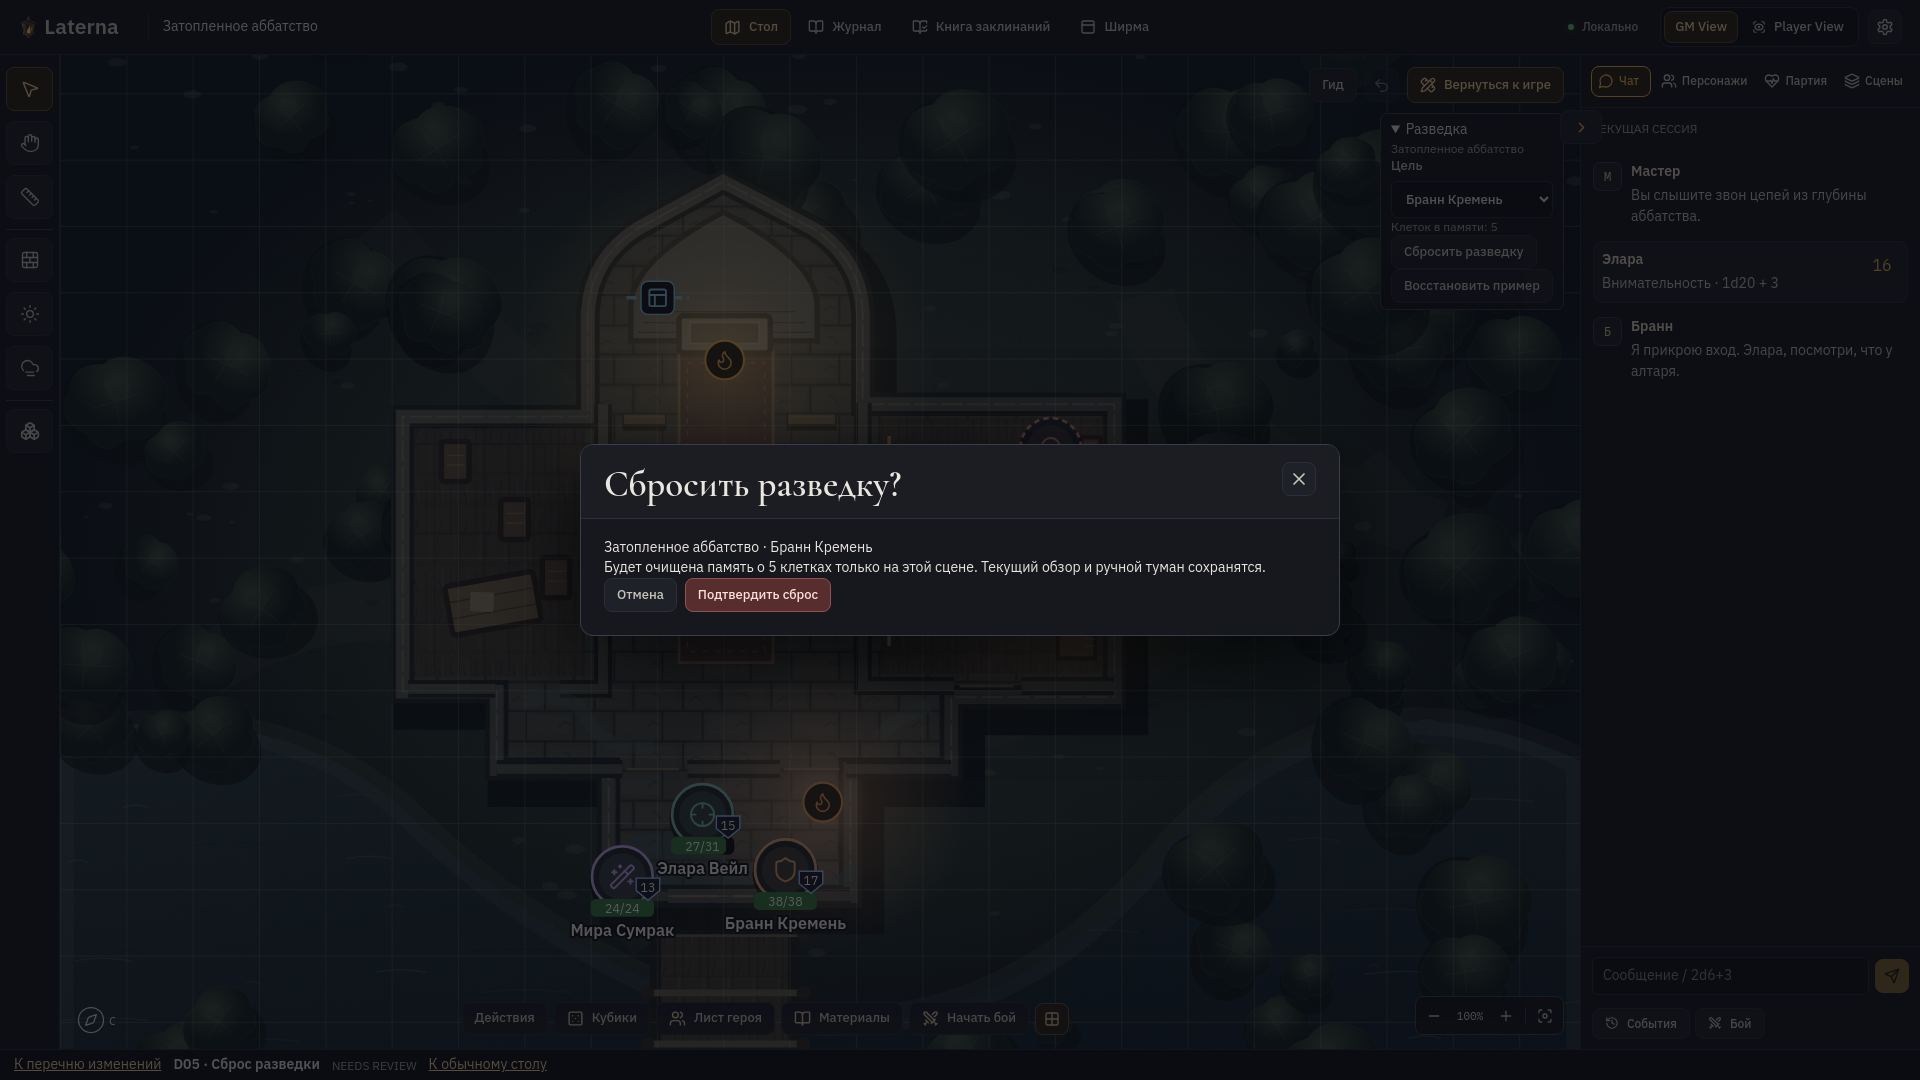 Laterna
Затопленное аббатство
Стол
Журнал
Книга заклинаний
Ширма
Локально
GM View
Player View
Гид
Вернуться к игре
Чат
Персонажи
Партия
Сцены
▼ Разведка
Затопленное аббатство
Цель
Бранн Кремень
Клеток в памяти: 5
Сбросить разведку
Восстановить пример
ЕКУЩАЯ СЕССИЯ
М
Мастер
Вы слышите звон цепей из глубины
аббатства.
Элара
16
Внимательность · 1d20 + 3
Б
Бранн
Я прикрою вход. Элара, посмотри, что у
алтаря.
Сбросить разведку?
Затопленное аббатство · Бранн Кремень
Будет очищена память о 5 клетках только на этой сцене. Текущий обзор и ручной туман сохранятся.
Отмена
Подтвердить сброс
15
27/31
Элара Вейл
13
24/24
Мира Сумрак
17
38/38
Бранн Кремень
С
Действия
Кубики
Лист героя
Материалы
Начать бой
100%
Сообщение / 2d6+3
События
Бой
К перечню изменений
D05 · Сброс разведки
NEEDS REVIEW
К обычному столу